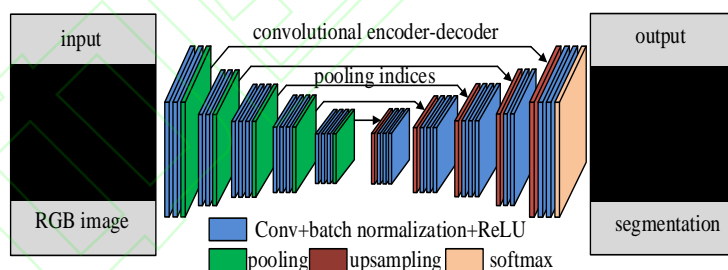 input
RGB image
convolutional encoder-decoder
pooling indices
Conv+batch normalization+ReLU
pooling upsampling softmax
output
segmentation